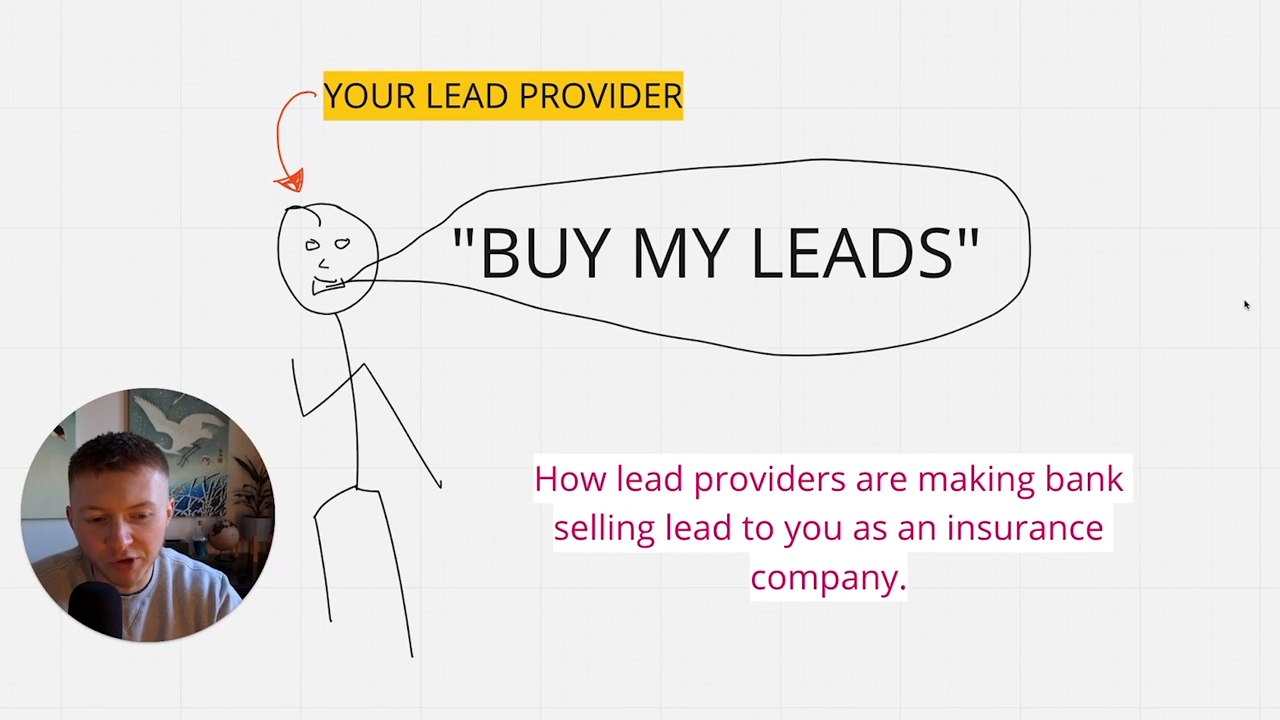 YOUR LEAD PROVIDER
"BUY MY LEADS"
How lead providers are making bank
selling lead to you as an insurance
company.